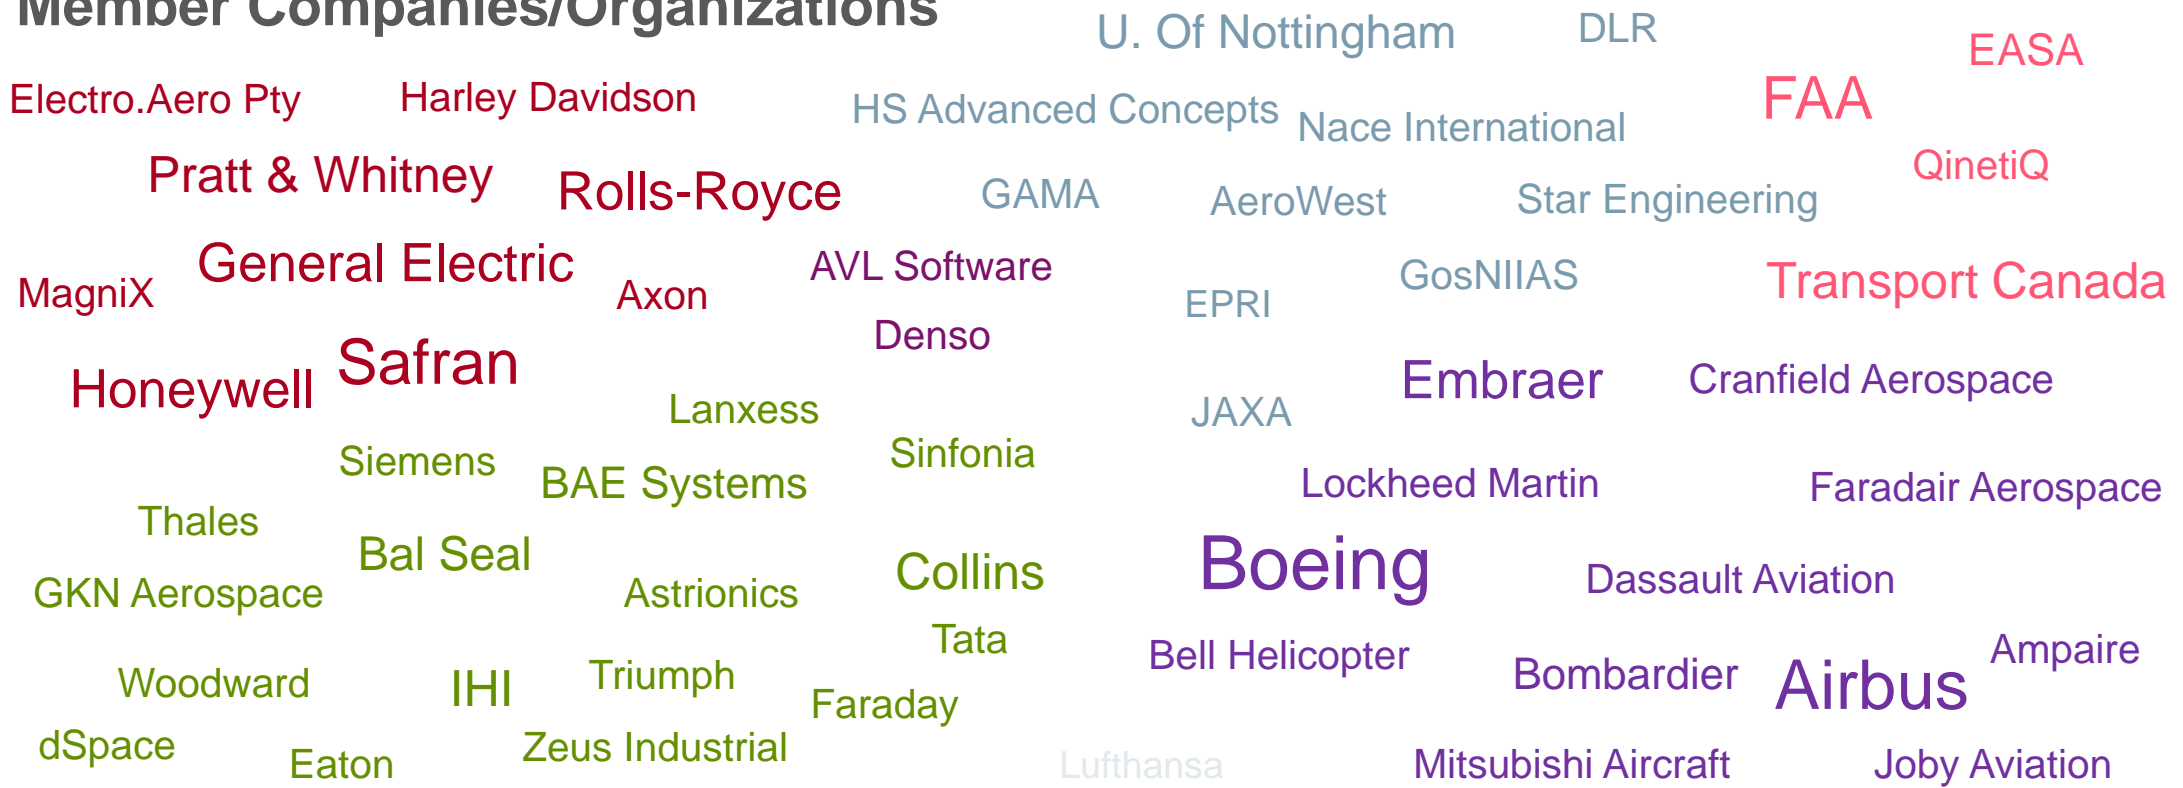 Member Companies/Organizations
U. Of Nottingham
DLR
EASA
Electro.Aero Pty
Harley Davidson
HS Advanced Concepts
Nace International
FAA
Pratt & Whitney
Rolls-Royce
GAMA
AeroWest
Star Engineering
QinetiQ
General Electric
AVL Software
GosNIIAS
Transport Canada
MagniX
Axon
EPRI
Denso
Safran
Honeywell
Embraer
Cranfield Aerospace
Lanxess
JAXA
Siemens
BAE Systems
Sinfonia
Lockheed Martin
Faradair Aerospace
Thales
Bal Seal
Collins
Boeing
Dassault Aviation
GKN Aerospace
Astrionics
Tata
Bell Helicopter
Bombardier
Airbus
Ampaire
Woodward
IHI
Triumph
Faraday
dSpace
Eaton
Zeus Industrial
Lufthansa
Mitsubishi Aircraft
Joby Aviation